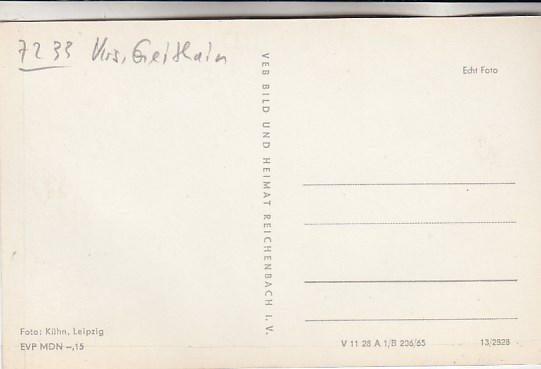 7233 Krs. Geithain
Echt Foto
VEB BILD UND HEIMAT REICHENBACH I. V.
Foto: Kühn, Leipzig
EVP MDN –,15
V 11 28 A 1/B 206/65
13/2828